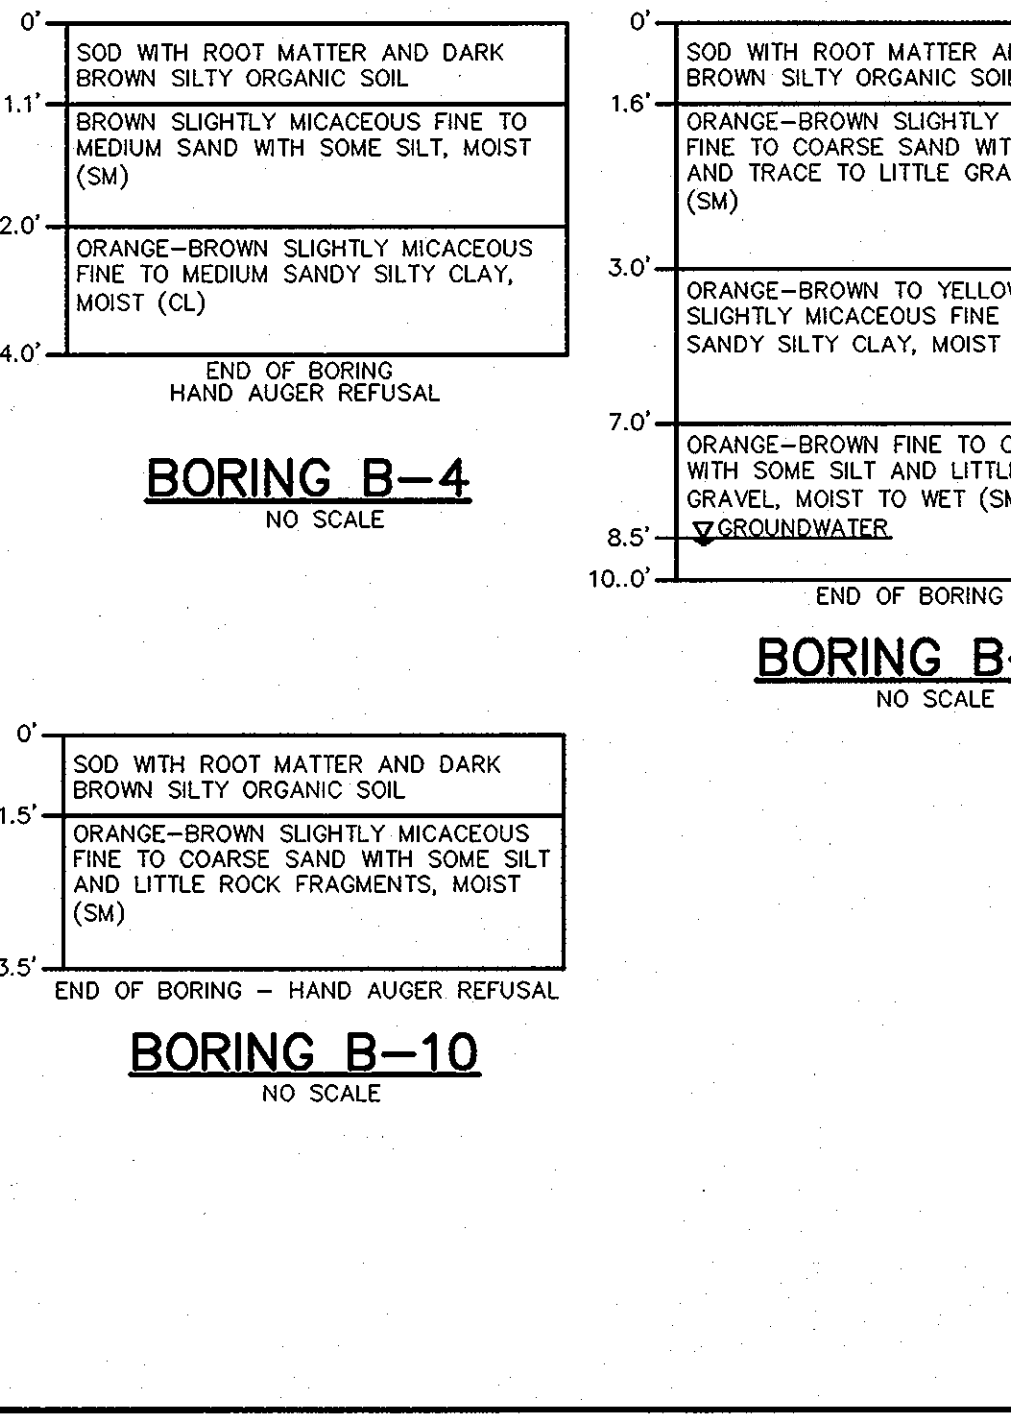 0'
SOD WITH ROOT MATTER AND DARK
BROWN SILTY ORGANIC SOIL
1.1'
BROWN SLIGHTLY MICACEOUS FINE TO
MEDIUM SAND WITH SOME SILT, MOIST
(SM)
2.0'
ORANGE–BROWN SLIGHTLY MICACEOUS
FINE TO MEDIUM SANDY SILTY CLAY,
MOIST (CL)
4.0'
END OF BORING
HAND AUGER REFUSAL
BORING B–4
NO SCALE
0'
SOD WITH ROOT MATTER
BROWN SILTY ORGANIC
1.6'
ORANGE–BROWN SLIGHTLY
FINE TO COARSE SAND
AND TRACE TO LITTLE
(SM)
3.0'
ORANGE–BROWN TO
SLIGHTLY MICACEOUS FINE
SANDY SILTY CLAY, MOIST
7.0'
ORANGE–BROWN FINE TO
WITH SOME SILT AND
GRAVEL, MOIST TO WET
8.5'
GROUNDWATER
10..0'
END OF BORING
BORING
NO SCALE
0'
SOD WITH ROOT MATTER AND DARK
BROWN SILTY ORGANIC SOIL
1.5'
ORANGE–BROWN SLIGHTLY MICACEOUS
FINE TO COARSE SAND WITH SOME SILT
AND LITTLE ROCK FRAGMENTS, MOIST
(SM)
3.5'
END OF BORING – HAND AUGER REFUSAL
BORING B–10
NO SCALE